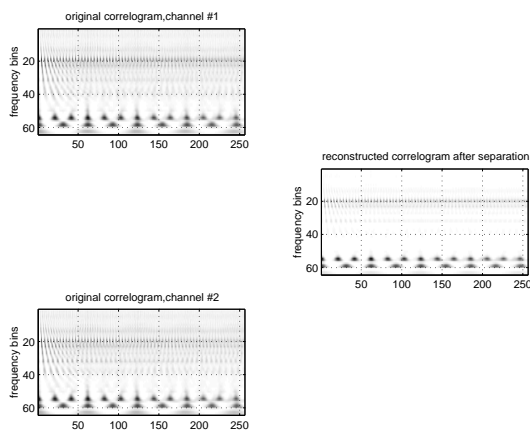 original correlogram,channel #1
frequency bins
20
40
60
50 100 150 200 250
reconstructed correlogram after separation
frequency bins
20
40
60
50 100 150 200 250
original correlogram,channel #2
frequency bins
20
40
60
50 100 150 200 250